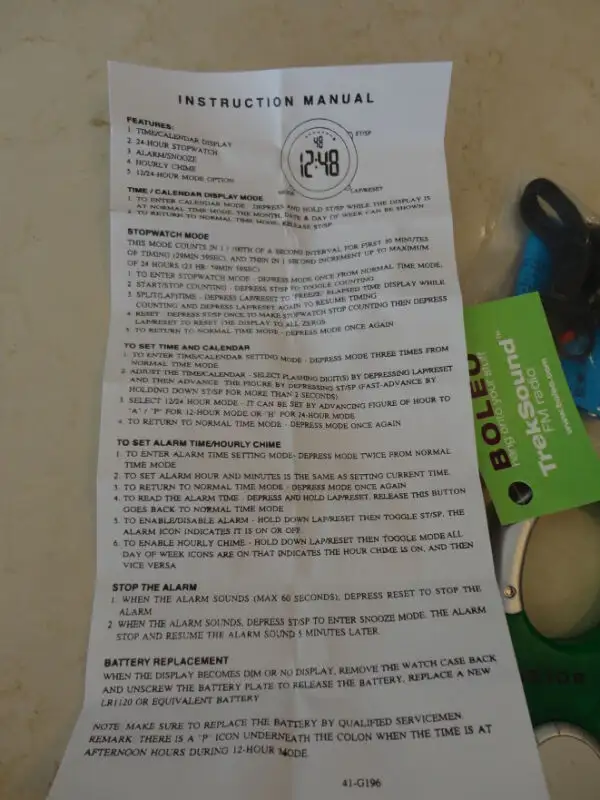 INSTRUCTION MANUAL
FEATURES:
1. TIME/CALENDAR DISPLAY
2. 24-HOUR STOPWATCH
3. ALARM/SNOOZE
4. HOURLY CHIME
5. 12/24-HOUR MODE OPTION
ST/SP
48
12:48
MODE
LAP/RESET
TIME / CALENDAR DISPLAY MODE
1. TO ENTER CALENDAR MODE - DEPRESS AND HOLD ST/SP WHILE THE DISPLAY IS
AT NORMAL TIME MODE. THE MONTH, DATE & DAY OF WEEK CAN BE SHOWN
2. TO RETURN TO NORMAL TIME MODE, RELEASE ST/SP
STOPWATCH MODE
THIS MODE COUNTS IN 1 / 100TH OF A SECOND INTERVAL FOR FIRST 30 MINUTES
OF TIMING (29MIN 59SEC), AND THEN IN 1 SECOND INCREMENT UP TO MAXIMUM
OF 24 HOURS (23 HR 59MIN 59SEC)
1. TO ENTER STOPWATCH MODE - DEPRESS MODE ONCE FROM NORMAL TIME MODE,
2. START/STOP COUNTING - DEPRESS ST/SP TO TOGGLE COUNTING
3. SPLIT/LAP/TIME - DEPRESS LAP/RESET TO 'FREEZE' ELAPSED TIME DISPLAY WHILE
COUNTING AND DEPRESS LAP/RESET AGAIN TO RESUME TIMING
4. RESET - DEPRESS ST/SP ONCE TO MAKE STOPWATCH STOP COUNTING THEN DEPRESS
LAP/RESET TO RESET THE DISPLAY TO ALL ZEROS
5. TO RETURN TO NORMAL TIME MODE - DEPRESS MODE ONCE AGAIN
TO SET TIME AND CALENDAR
1. TO ENTER TIME/CALENDAR SETTING MODE - DEPRESS MODE THREE TIMES FROM
NORMAL TIME MODE
2. ADJUST THE TIME/CALENDAR - SELECT FLASHING DIGIT(S) BY DEPRESSING LAP/RESET
AND THEN ADVANCE THE FIGURE BY DEPRESSING ST/SP (FAST-ADVANCE BY
HOLDING DOWN ST/SP FOR MORE THAN 2 SECONDS)
3. SELECT 12/24 HOUR MODE - IT CAN BE SET BY ADVANCING FIGURE OF HOUR TO
"A" / "P" FOR 12-HOUR MODE OR "H" FOR 24-HOUR MODE
4. TO RETURN TO NORMAL TIME MODE - DEPRESS MODE ONCE AGAIN
TO SET ALARM TIME/HOURLY CHIME
1. TO ENTER ALARM TIME SETTING MODE- DEPRESS MODE TWICE FROM NORMAL
TIME MODE
2. TO SET ALARM HOUR AND MINUTES IS THE SAME AS SETTING CURRENT TIME.
3. TO RETURN TO NORMAL TIME MODE - DEPRESS MODE ONCE AGAIN
4. TO READ THE ALARM TIME - DEPRESS AND HOLD LAP/RESET, RELEASE THIS BUTTON
GOES BACK TO NORMAL TIME MODE
5. TO ENABLE/DISABLE ALARM - HOLD DOWN LAP/RESET THEN TOGGLE ST/SP, THE
ALARM ICON INDICATES IT IS ON OR OFF
6. TO ENABLE HOURLY CHIME - HOLD DOWN LAP/RESET THEN TOGGLE MODE ALL
DAY OF WEEK ICONS ARE ON THAT INDICATES THE HOUR CHIME IS ON, AND THEN
VICE VERSA
STOP THE ALARM
1. WHEN THE ALARM SOUNDS (MAX 60 SECONDS), DEPRESS RESET TO STOP THE
ALARM
2. WHEN THE ALARM SOUNDS, DEPRESS ST/SP TO ENTER SNOOZE MODE, THE ALARM
STOP AND RESUME THE ALARM SOUND 5 MINUTES LATER.
BATTERY REPLACEMENT
WHEN THE DISPLAY BECOMES DIM OR NO DISPLAY, REMOVE THE WATCH CASE BACK
AND UNSCREW THE BATTERY PLATE TO RELEASE THE BATTERY, REPLACE A NEW
LR1120 OR EQUIVALENT BATTERY
NOTE: MAKE SURE TO REPLACE THE BATTERY BY QUALIFIED SERVICEMEN
REMARK: THERE IS A "P" ICON UNDERNEATH THE COLON WHEN THE TIME IS AT
AFTERNOON HOURS DURING 12-HOUR MODE.
41-G196
BOLEO
hold on to your stuff
TrekSound™
FM radio